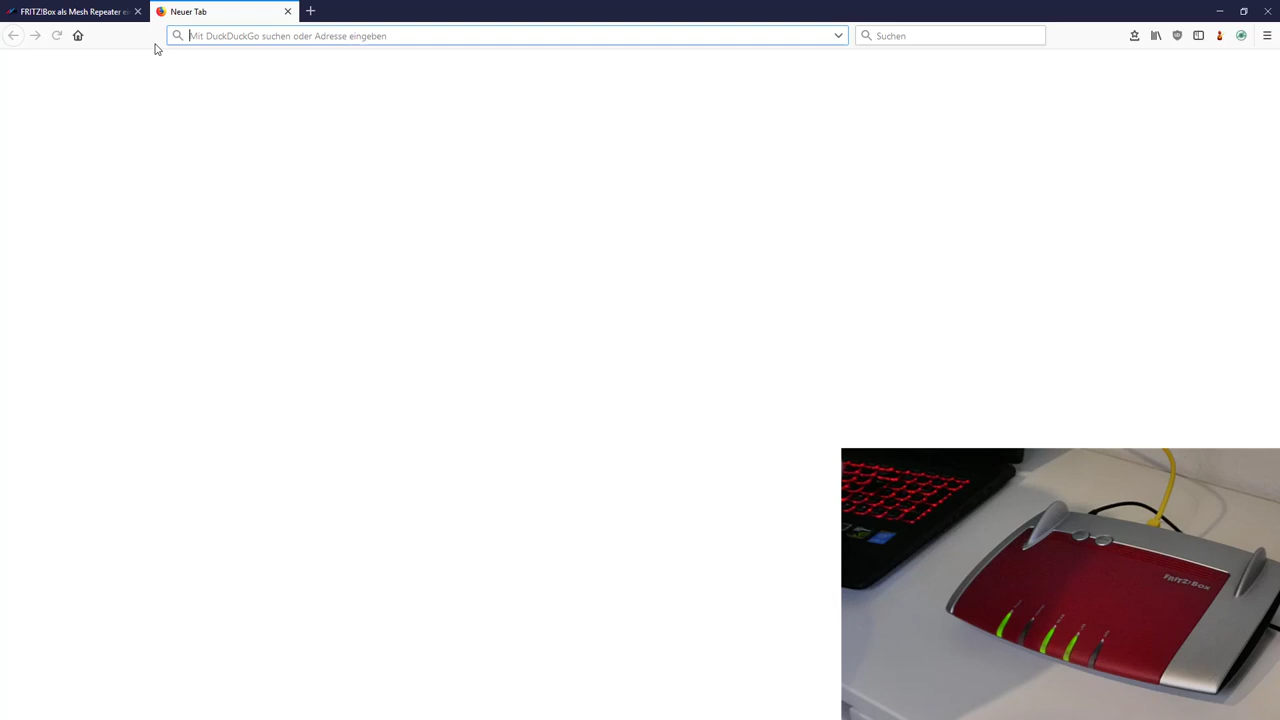 FRITZ!Box als Mesh Repeater e
Neuer Tab
Mit DuckDuckGo suchen oder Adresse eingeben
Suchen
FRITZ!Box